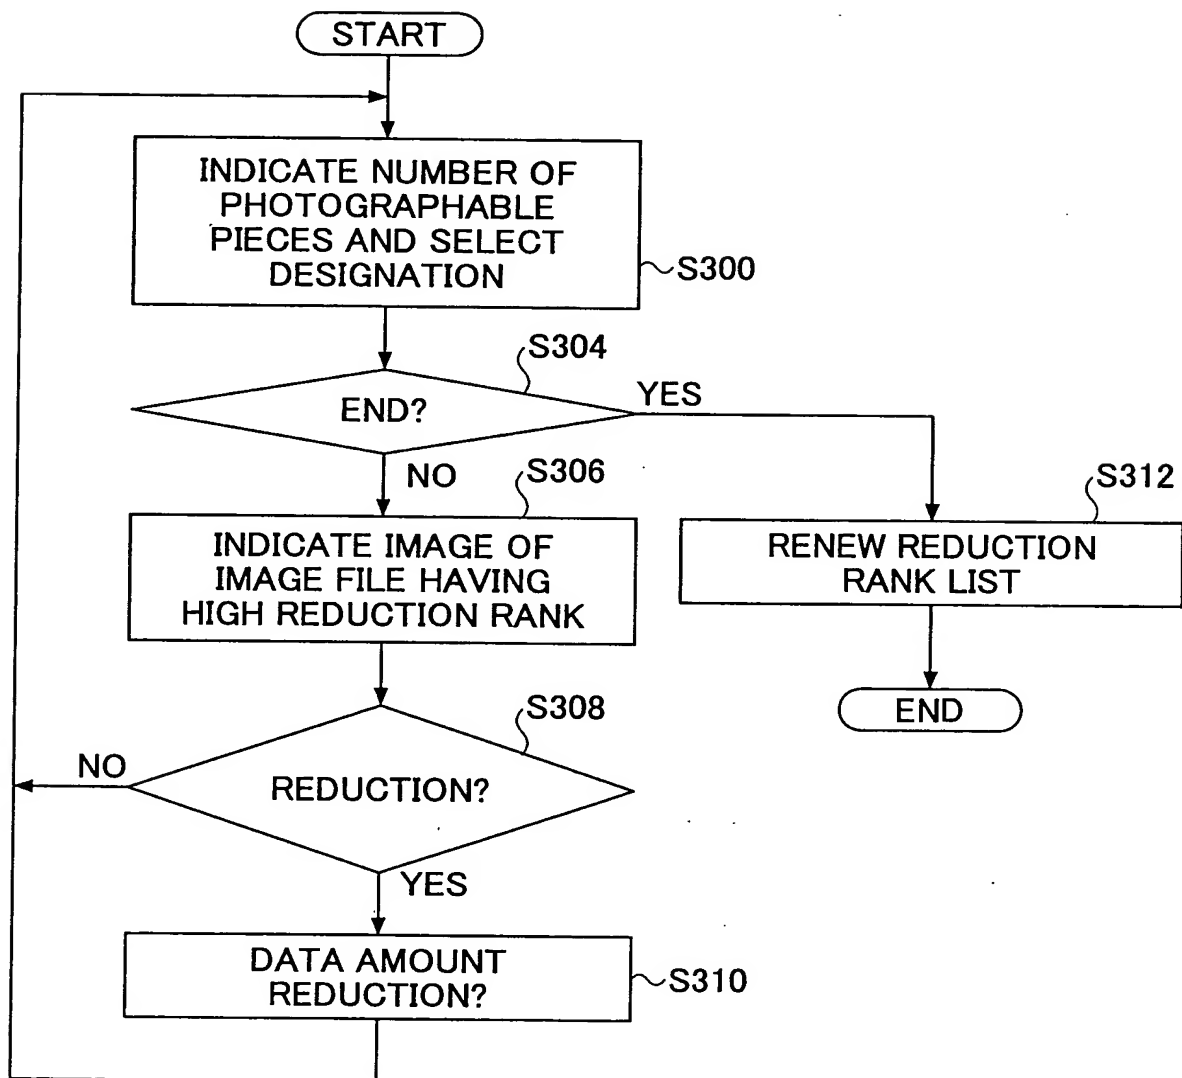 START
INDICATE NUMBER OF
PHOTOGRAPHABLE
PIECES AND SELECT
DESIGNATION
S300
S304
END?
YES
NO
S306
INDICATE IMAGE OF
IMAGE FILE HAVING
HIGH REDUCTION RANK
S312
RENEW REDUCTION
RANK LIST
END
S308
NO
REDUCTION?
YES
DATA AMOUNT
REDUCTION?
S310